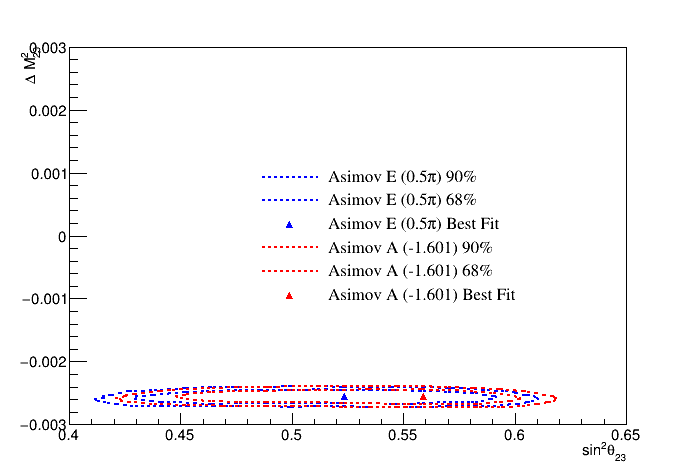 0.003
Δ M²₂₃
0.002
0.001
0
−0.001
−0.002
−0.003
Asimov E (0.5π) 90%
Asimov E (0.5π) 68%
Asimov E (0.5π) Best Fit
Asimov A (-1.601) 90%
Asimov A (-1.601) 68%
Asimov A (-1.601) Best Fit
0.4 0.45 0.5 0.55 0.6 0.65
sin²θ₂₃